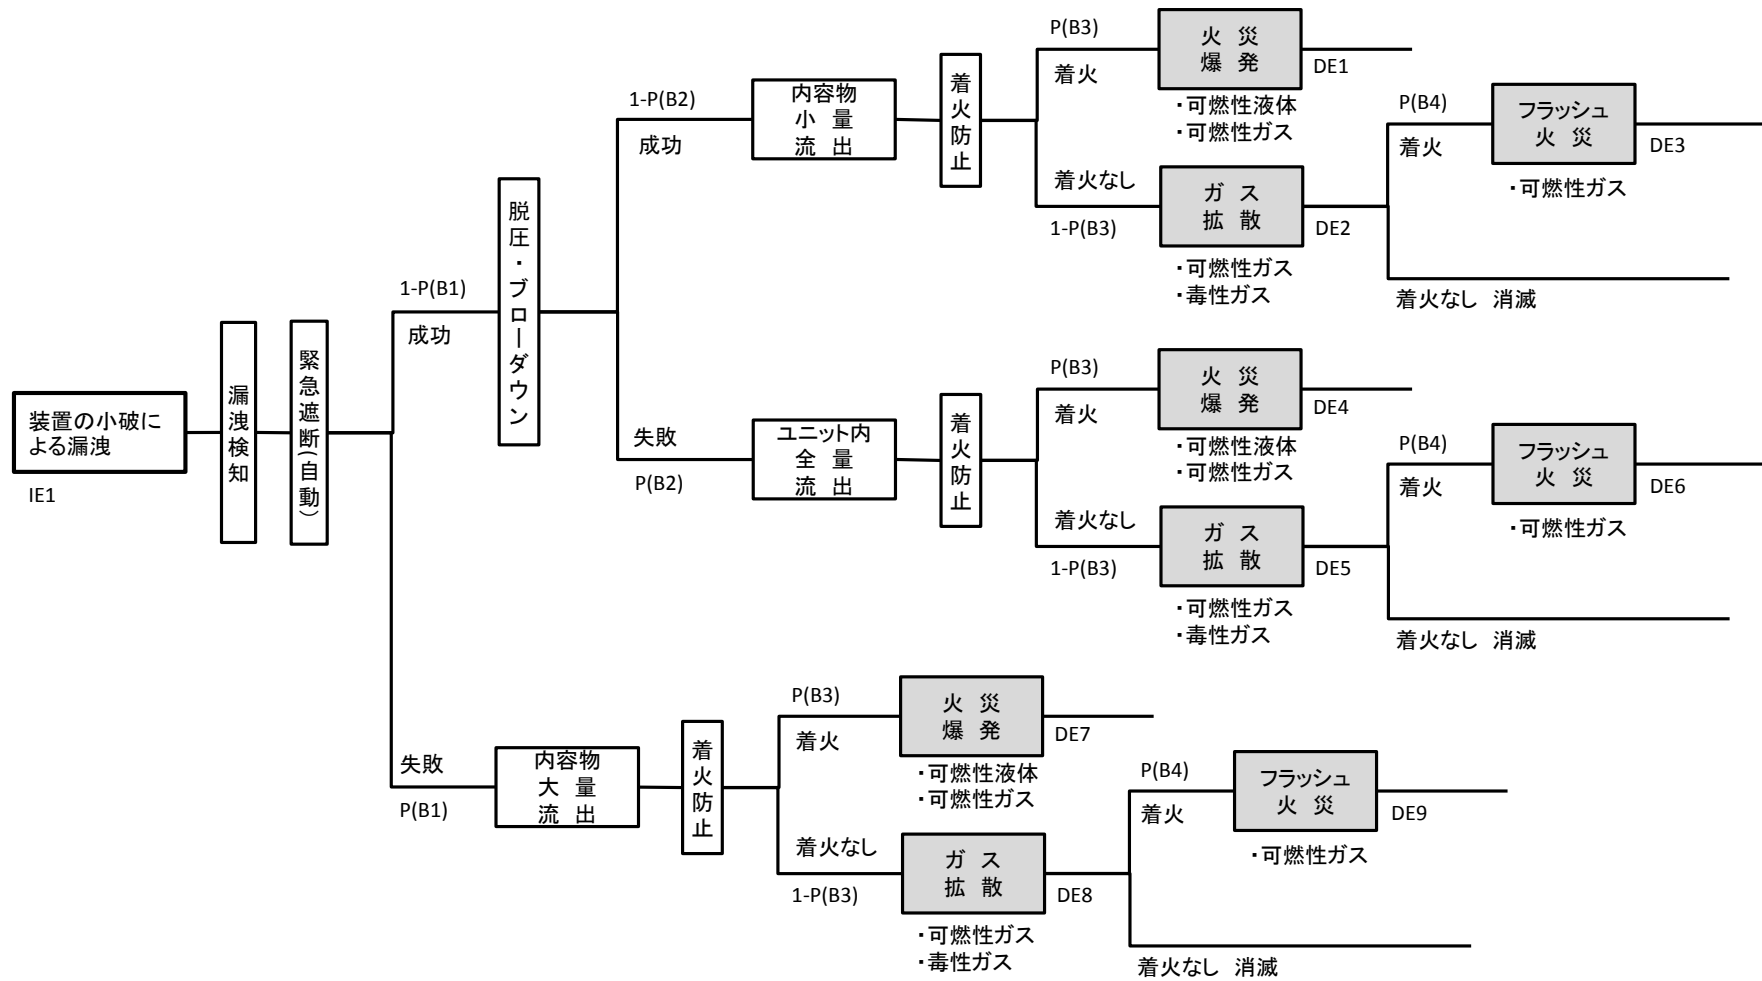 装置の小破に
よる漏洩
IE1
漏洩検知
緊急遮断(自動)
1-P(B1)
成功
失敗
P(B1)
脱圧・ブローダウン
1-P(B2)
成功
失敗
P(B2)
内容物
小 量
流 出
着火防止
P(B3)
着火
着火なし
1-P(B3)
火 災
爆 発
DE1
・可燃性液体
・可燃性ガス
ガ ス
拡 散
DE2
・可燃性ガス
・毒性ガス
P(B4)
着火
フラッシュ
火 災
DE3
・可燃性ガス
着火なし 消滅
ユニット内
全 量
流 出
着火防止
P(B3)
着火
着火なし
1-P(B3)
火 災
爆 発
DE4
・可燃性液体
・可燃性ガス
ガ ス
拡 散
DE5
・可燃性ガス
・毒性ガス
P(B4)
着火
フラッシュ
火 災
DE6
・可燃性ガス
着火なし 消滅
内容物
大 量
流 出
着火防止
P(B3)
着火
着火なし
1-P(B3)
火 災
爆 発
DE7
・可燃性液体
・可燃性ガス
ガ ス
拡 散
DE8
・可燃性ガス
・毒性ガス
P(B4)
着火
フラッシュ
火 災
DE9
・可燃性ガス
着火なし 消滅